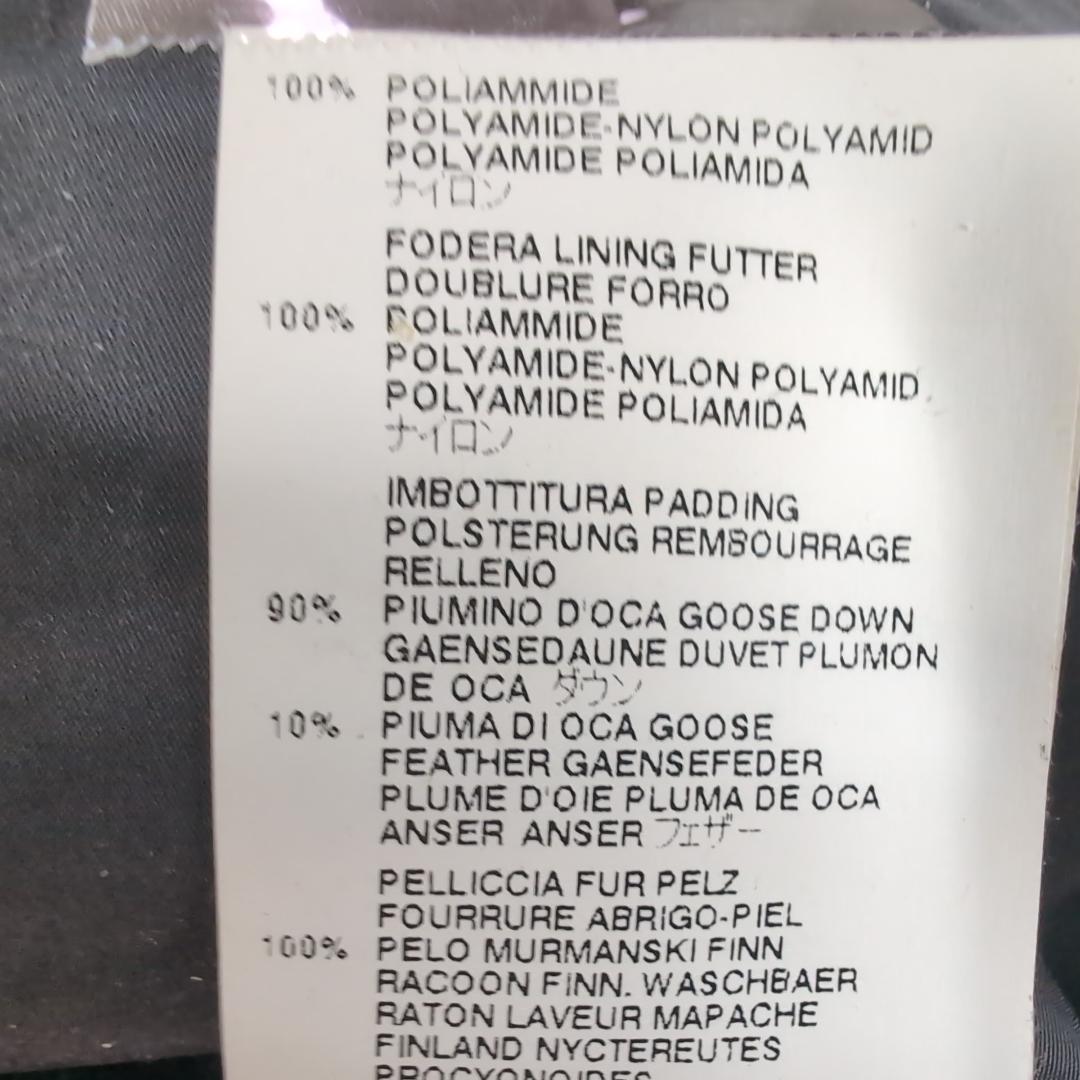 100% POLIAMMIDE
POLYAMIDE-NYLON POLYAMID
POLYAMIDE POLIAMIDA
ナイロン
FODERA LINING FUTTER
DOUBLURE FORRO
100% POLIAMMIDE
POLYAMIDE-NYLON POLYAMID
POLYAMIDE POLIAMIDA
ナイロン
IMBOTTITURA PADDING
POLSTERUNG REMBOURRAGE
RELLENO
90% PIUMINO D'OCA GOOSE DOWN
GAENSEDAUNE DUVET PLUMON
DE OCA ダウン
10% PIUMA DI OCA GOOSE
FEATHER GAENSEFEDER
PLUME D'OIE PLUMA DE OCA
ANSER ANSER フェザー
PELLICCIA FUR PELZ
FOURRURE ABRIGO-PIEL
100% PELO MURMANSKI FINN
RACOON FINN. WASCHBAER
RATON LAVEUR MAPACHE
FINLAND NYCTEREUTES
PROCYONOIDES